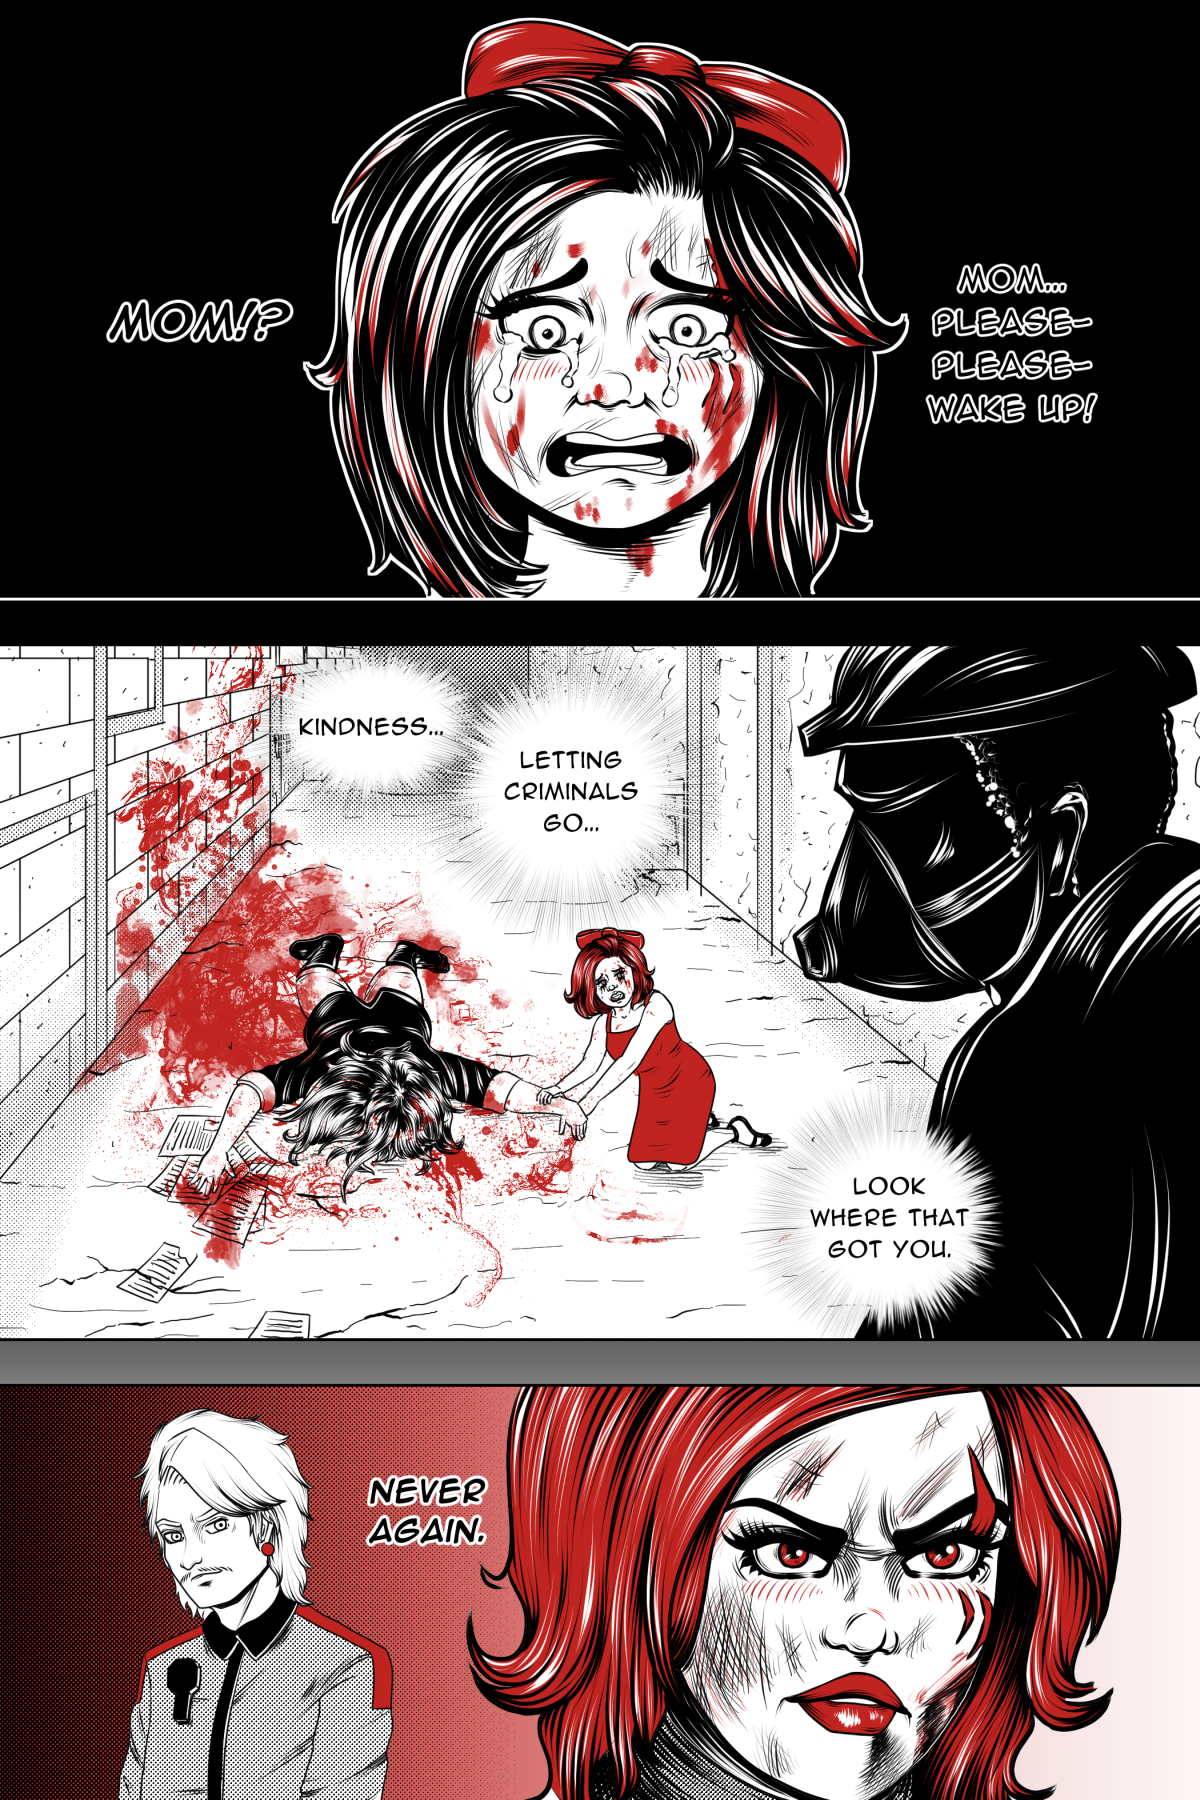 MOM!?
MOM...
PLEASE-
PLEASE-
WAKE UP!
KINDNESS...
LETTING
CRIMINALS
GO...
LOOK
WHERE THAT
GOT YOU.
NEVER
AGAIN.